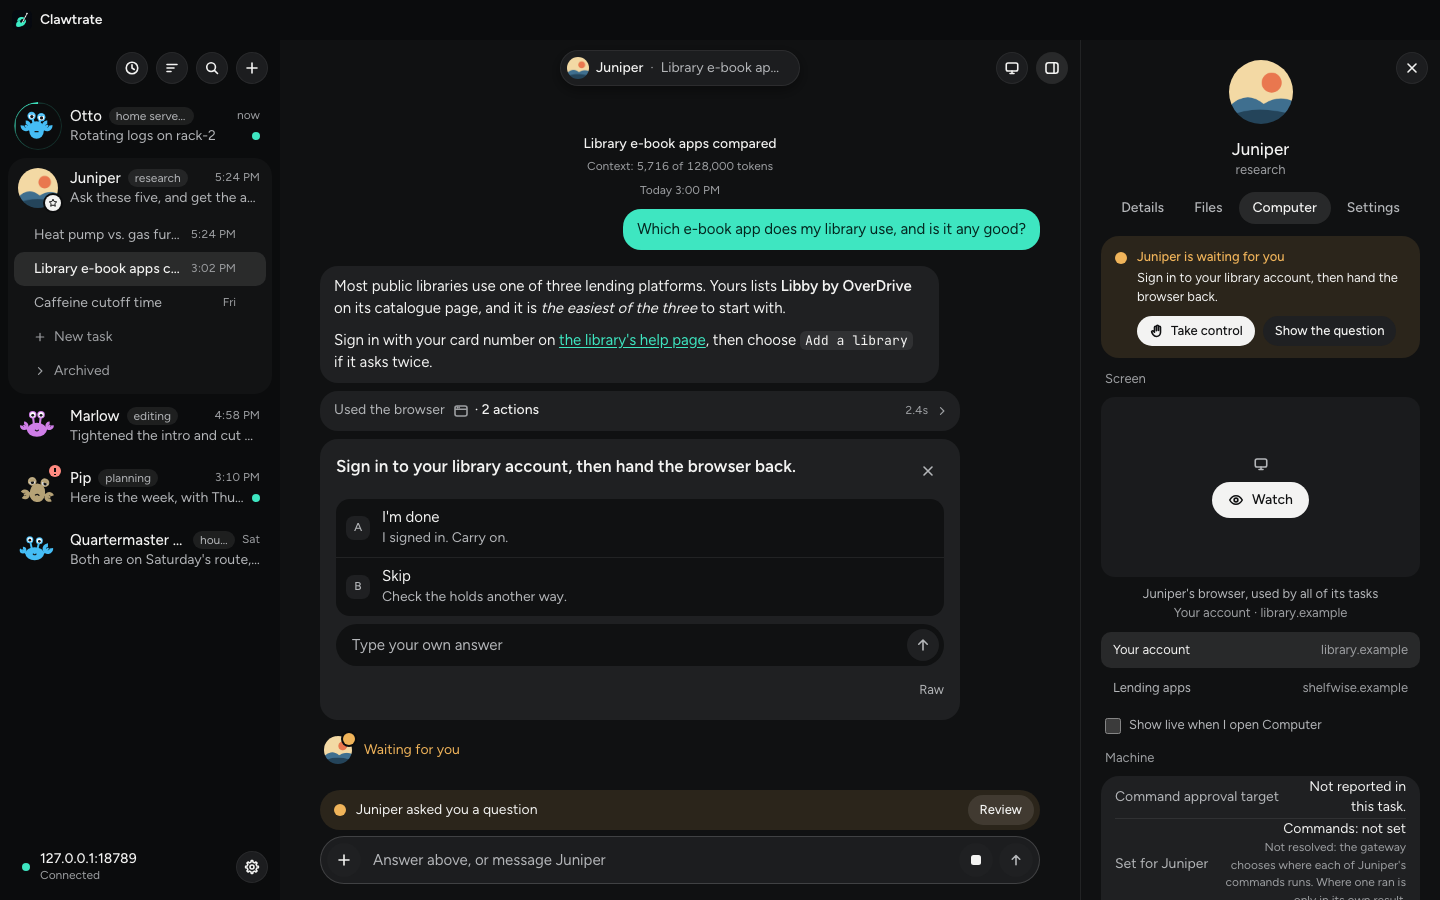 Clawtrate
Otto home serve... now
Rotating logs on rack-2
Juniper research 5:24 PM
Ask these five, and get the a...
Heat pump vs. gas fur... 5:24 PM
Library e-book apps c... 3:02 PM
Caffeine cutoff time Fri
New task
Archived
Marlow editing 4:58 PM
Tightened the intro and cut ...
Pip planning 3:10 PM
Here is the week, with Thu...
Quartermaster ... hou... Sat
Both are on Saturday's route,...
127.0.0.1:18789
Connected
Juniper · Library e-book ap...
Library e-book apps compared
Context: 5,716 of 128,000 tokens
Today 3:00 PM
Which e-book app does my library use, and is it any good?
Most public libraries use one of three lending platforms. Yours lists Libby by OverDrive
on its catalogue page, and it is the easiest of the three to start with.
Sign in with your card number on the library's help page, then choose Add a library
if it asks twice.
Used the browser · 2 actions 2.4s
Sign in to your library account, then hand the browser back.
A I'm done
I signed in. Carry on.
B Skip
Check the holds another way.
Type your own answer
Raw
Waiting for you
Juniper asked you a question Review
Answer above, or message Juniper
Juniper
research
Details Files Computer Settings
Juniper is waiting for you
Sign in to your library account, then hand the
browser back.
Take control Show the question
Screen
Watch
Juniper's browser, used by all of its tasks
Your account · library.example
Your account library.example
Lending apps shelfwise.example
Show live when I open Computer
Machine
Command approval target Not reported in
this task.
Commands: not set
Set for Juniper Not resolved: the gateway
chooses where each of Juniper's
commands runs. Where one ran is
only in its own result.